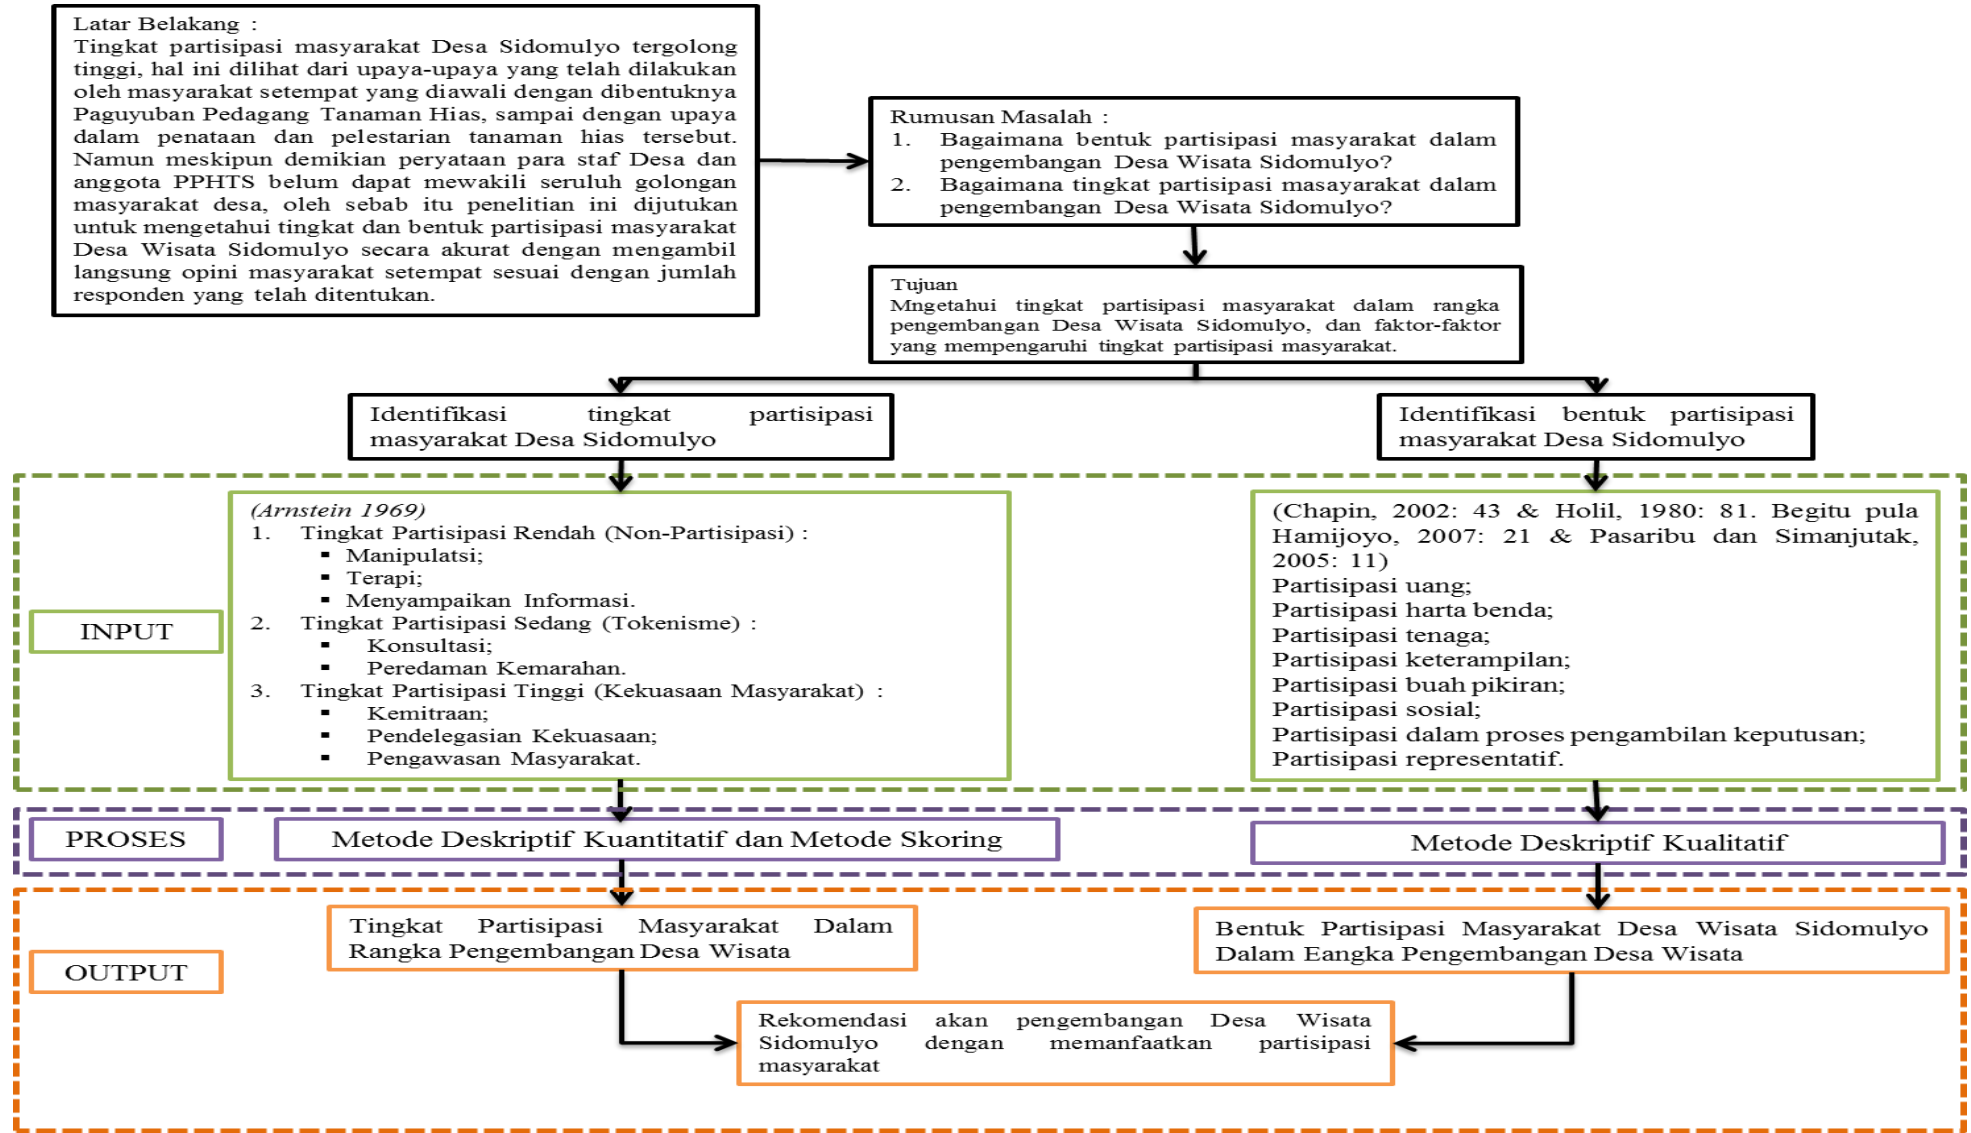 Latar Belakang :
Tingkat partisipasi masyarakat Desa Sidomulyo tergolong
tinggi, hal ini dilihat dari upaya-upaya yang telah dilakukan
oleh masyarakat setempat yang diawali dengan dibentuknya
Paguyuban Pedagang Tanaman Hias, sampai dengan upaya
dalam penataan dan pelestarian tanaman hias tersebut.
Namun meskipun demikian peryataan para staf Desa dan
anggota PPHTS belum dapat mewakili seruluh golongan
masyarakat desa, oleh sebab itu penelitian ini dijutukan
untuk mengetahui tingkat dan bentuk partisipasi masyarakat
Desa Wisata Sidomulyo secara akurat dengan mengambil
langsung opini masyarakat setempat sesuai dengan jumlah
responden yang telah ditentukan.
Rumusan Masalah :
1. Bagaimana bentuk partisipasi masyarakat dalam
pengembangan Desa Wisata Sidomulyo?
2. Bagaimana tingkat partisipasi masayarakat dalam
pengembangan Desa Wisata Sidomulyo?
Tujuan
Mngetahui tingkat partisipasi masyarakat dalam rangka
pengembangan Desa Wisata Sidomulyo, dan faktor-faktor
yang mempengaruhi tingkat partisipasi masyarakat.
Identifikasi tingkat partisipasi
masyarakat Desa Sidomulyo
Identifikasi bentuk partisipasi
masyarakat Desa Sidomulyo
INPUT
(Arnstein 1969)
1. Tingkat Partisipasi Rendah (Non-Partisipasi) :
▪ Manipulatsi;
▪ Terapi;
▪ Menyampaikan Informasi.
2. Tingkat Partisipasi Sedang (Tokenisme) :
▪ Konsultasi;
▪ Peredaman Kemarahan.
3. Tingkat Partisipasi Tinggi (Kekuasaan Masyarakat) :
▪ Kemitraan;
▪ Pendelegasian Kekuasaan;
▪ Pengawasan Masyarakat.
(Chapin, 2002: 43 & Holil, 1980: 81. Begitu pula
Hamijoyo, 2007: 21 & Pasaribu dan Simanjutak,
2005: 11)
Partisipasi uang;
Partisipasi harta benda;
Partisipasi tenaga;
Partisipasi keterampilan;
Partisipasi buah pikiran;
Partisipasi sosial;
Partisipasi dalam proses pengambilan keputusan;
Partisipasi representatif.
PROSES
Metode Deskriptif Kuantitatif dan Metode Skoring
Metode Deskriptif Kualitatif
OUTPUT
Tingkat Partisipasi Masyarakat Dalam
Rangka Pengembangan Desa Wisata
Bentuk Partisipasi Masyarakat Desa Wisata Sidomulyo
Dalam Eangka Pengembangan Desa Wisata
Rekomendasi akan pengembangan Desa Wisata
Sidomulyo dengan memanfaatkan partisipasi
masyarakat